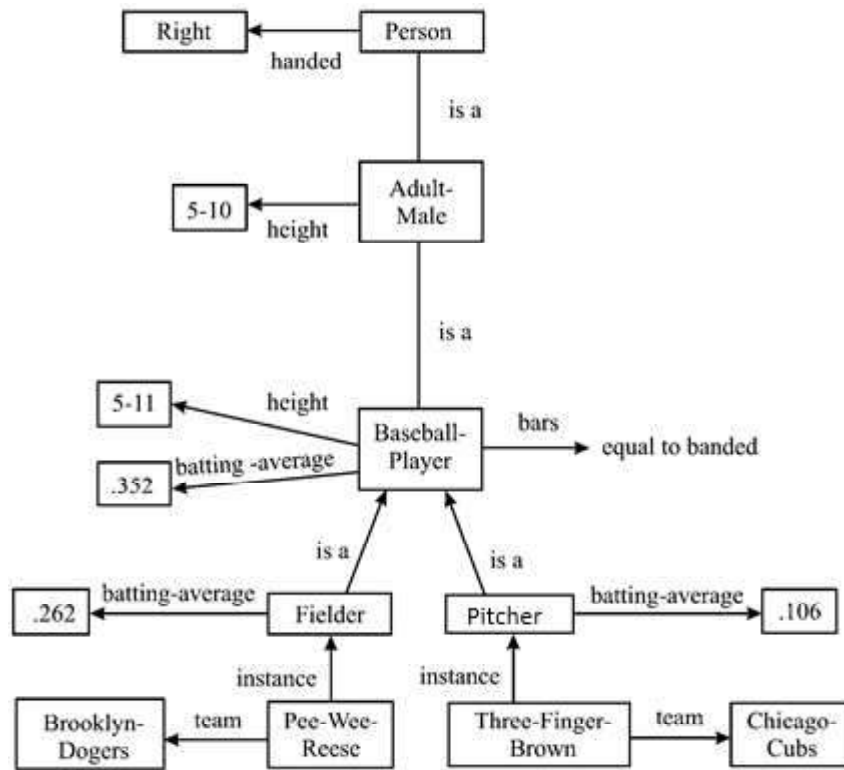 Right
Person
handed
is a
Adult-
Male
5-10
height
is a
5-11
height
Baseball-
Player
bars
equal to banded
batting -average
.352
is a
is a
.262
batting-average
Fielder
Pitcher
batting-average
.106
instance
instance
Brooklyn-
Dogers
team
Pee-Wee-
Reese
Three-Finger-
Brown
team
Chicago-
Cubs